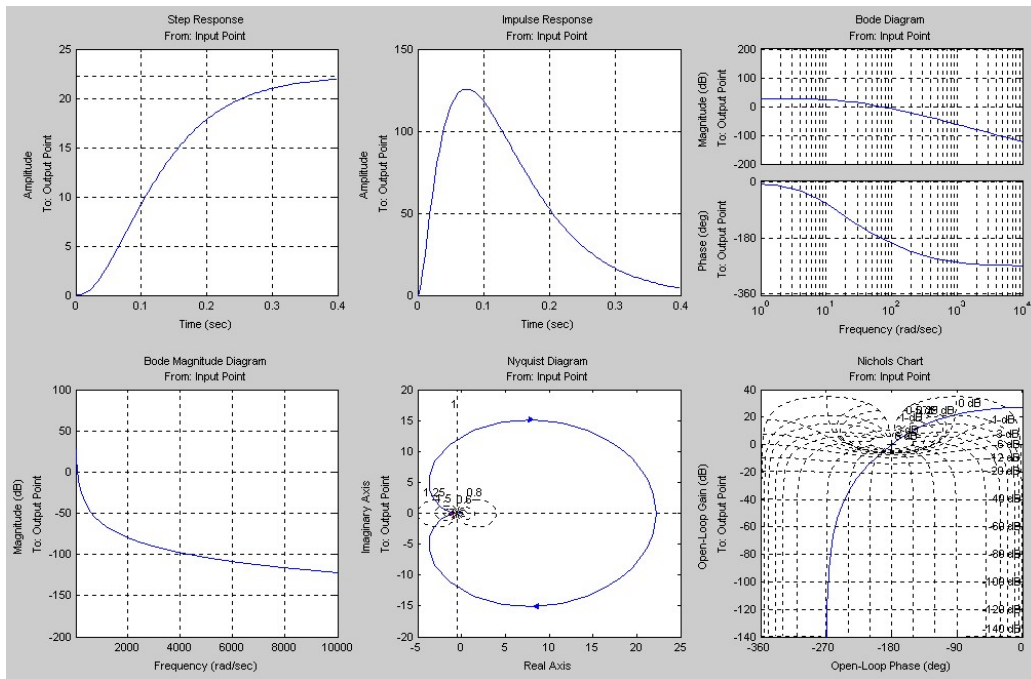 Step Response
From: Input Point
Amplitude
To: Output Point
25
20
15
10
5
0
0
0.1
0.2
0.3
0.4
Time (sec)
Impulse Response
From: Input Point
Amplitude
To: Output Point
150
100
50
0
0
0.1
0.2
0.3
0.4
Time (sec)
Bode Diagram
From: Input Point
Magnitude (dB)
To: Output Point
200
100
0
-100
-200
Phase (deg)
To: Output Point
0
-180
-360
10^0
10^1
10^2
10^3
10^4
Frequency (rad/sec)
Bode Magnitude Diagram
From: Input Point
Magnitude (dB)
To: Output Point
100
50
0
-50
-100
-150
-200
2000
4000
6000
8000
10000
Frequency (rad/sec)
Nyquist Diagram
From: Input Point
Imaginary Axis
To: Output Point
20
15
10
5
0
-5
-10
-15
-20
1
1.25
0.8
-5
0
5
10
15
20
25
Real Axis
Nichols Chart
From: Input Point
Open-Loop Gain (dB)
To: Output Point
40
20
0
-20
-40
-60
-80
-100
-120
-140
0 dB
-1 dB
-3 dB
-6 dB
-12 dB
-20 dB
-40 dB
-60 dB
-80 dB
-100 dB
-120 dB
-140 dB
-360
-270
-180
-90
0
Open-Loop Phase (deg)